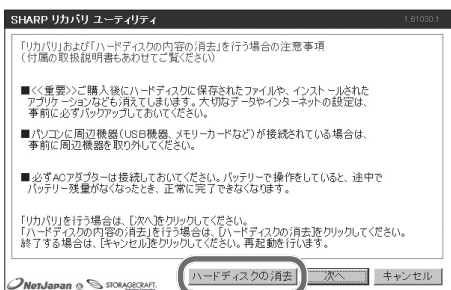 SHARP リカバリ ユーティリティ 1.61030.1
「リカバリ」および「ハードディスクの内容の消去」を行う場合の注意事項
（付属の取扱説明書もあわせてご覧ください）
■<<重要>>ご購入後にハードディスクに保存されたファイルや、インストールされた
アプリケーションなども消えてしまいます。大切なデータやインターネットの設定は、
事前に必ずバックアップしておいてください。
■パソコンに周辺機器(USB機器、メモリーカードなど)が接続されている場合は、
事前に周辺機器を取り外してください。
■必ずACアダプターは接続しておいてください。バッテリーで操作をしていると、途中で
バッテリー残量がなくなったとき、正常に完了できなくなります。
「リカバリ」を行う場合は、[次へ]をクリックしてください。
「ハードディスクの内容の消去」を行う場合は、[ハードディスクの消去]をクリックしてください。
終了する場合は、[キャンセル]をクリックしてください。再起動を行います。
NetJapan STORAGECRAFT. ハードディスクの消去 次へ キャンセル